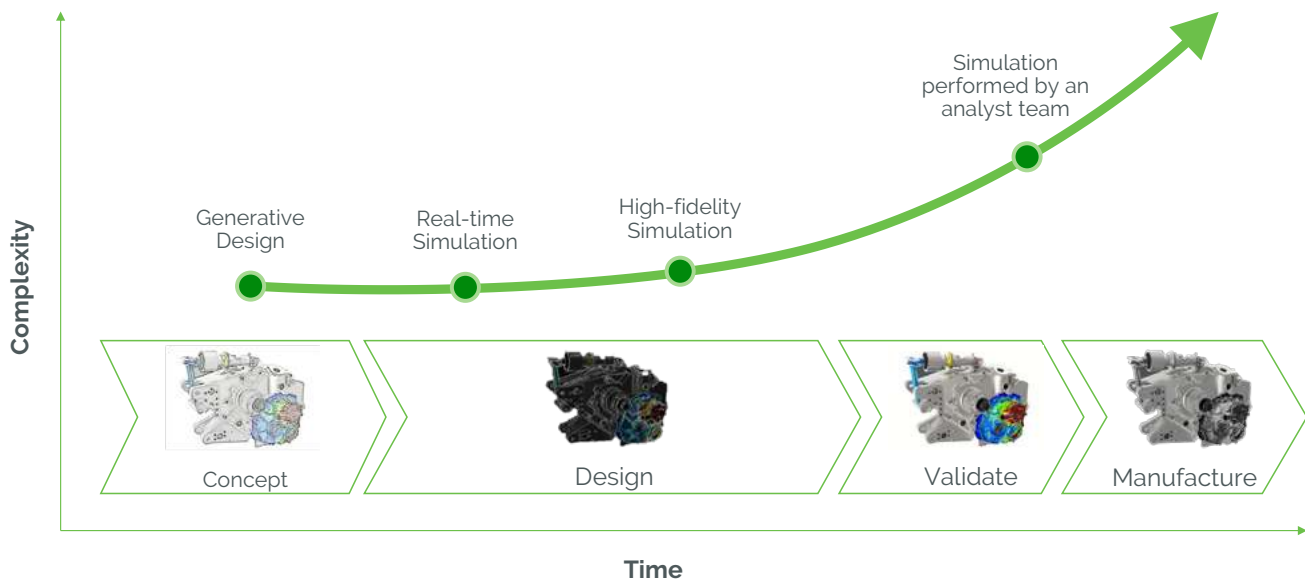 Simulation
performed by an
analyst team
High-fidelity
Simulation
Generative
Design
Real-time
Simulation
Complexity
Concept
Design
Validate
Manufacture
Time